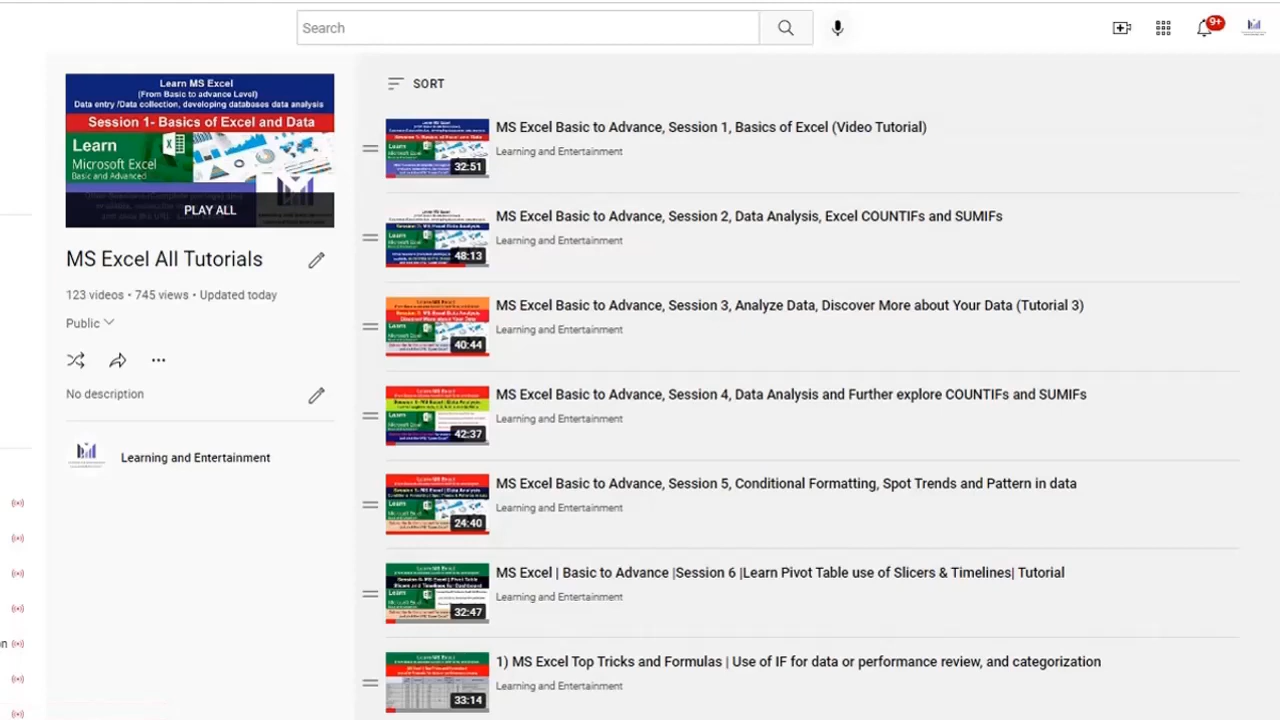 Search
9+
Learn MS Excel
(From Basic to advance Level)
Data entry /Data collection, developing databases data analysis
Session 1- Basics of Excel and Data
Learn
Microsoft Excel
Basic and Advanced
PLAY ALL
MS Excel All Tutorials
123 videos • 745 views • Updated today
Public
No description
Learning and Entertainment
SORT
MS Excel Basic to Advance, Session 1, Basics of Excel (Video Tutorial)
Learning and Entertainment
32:51
MS Excel Basic to Advance, Session 2, Data Analysis, Excel COUNTIFs and SUMIFs
Learning and Entertainment
48:13
MS Excel Basic to Advance, Session 3, Analyze Data, Discover More about Your Data (Tutorial 3)
Learning and Entertainment
40:44
MS Excel Basic to Advance, Session 4, Data Analysis and Further explore COUNTIFs and SUMIFs
Learning and Entertainment
42:37
MS Excel Basic to Advance, Session 5, Conditional Formatting, Spot Trends and Pattern in data
Learning and Entertainment
24:40
MS Excel | Basic to Advance |Session 6 |Learn Pivot Table, use of Slicers & Timelines| Tutorial
Learning and Entertainment
32:47
1) MS Excel Top Tricks and Formulas | Use of IF for data or performance review, and categorization
Learning and Entertainment
33:14